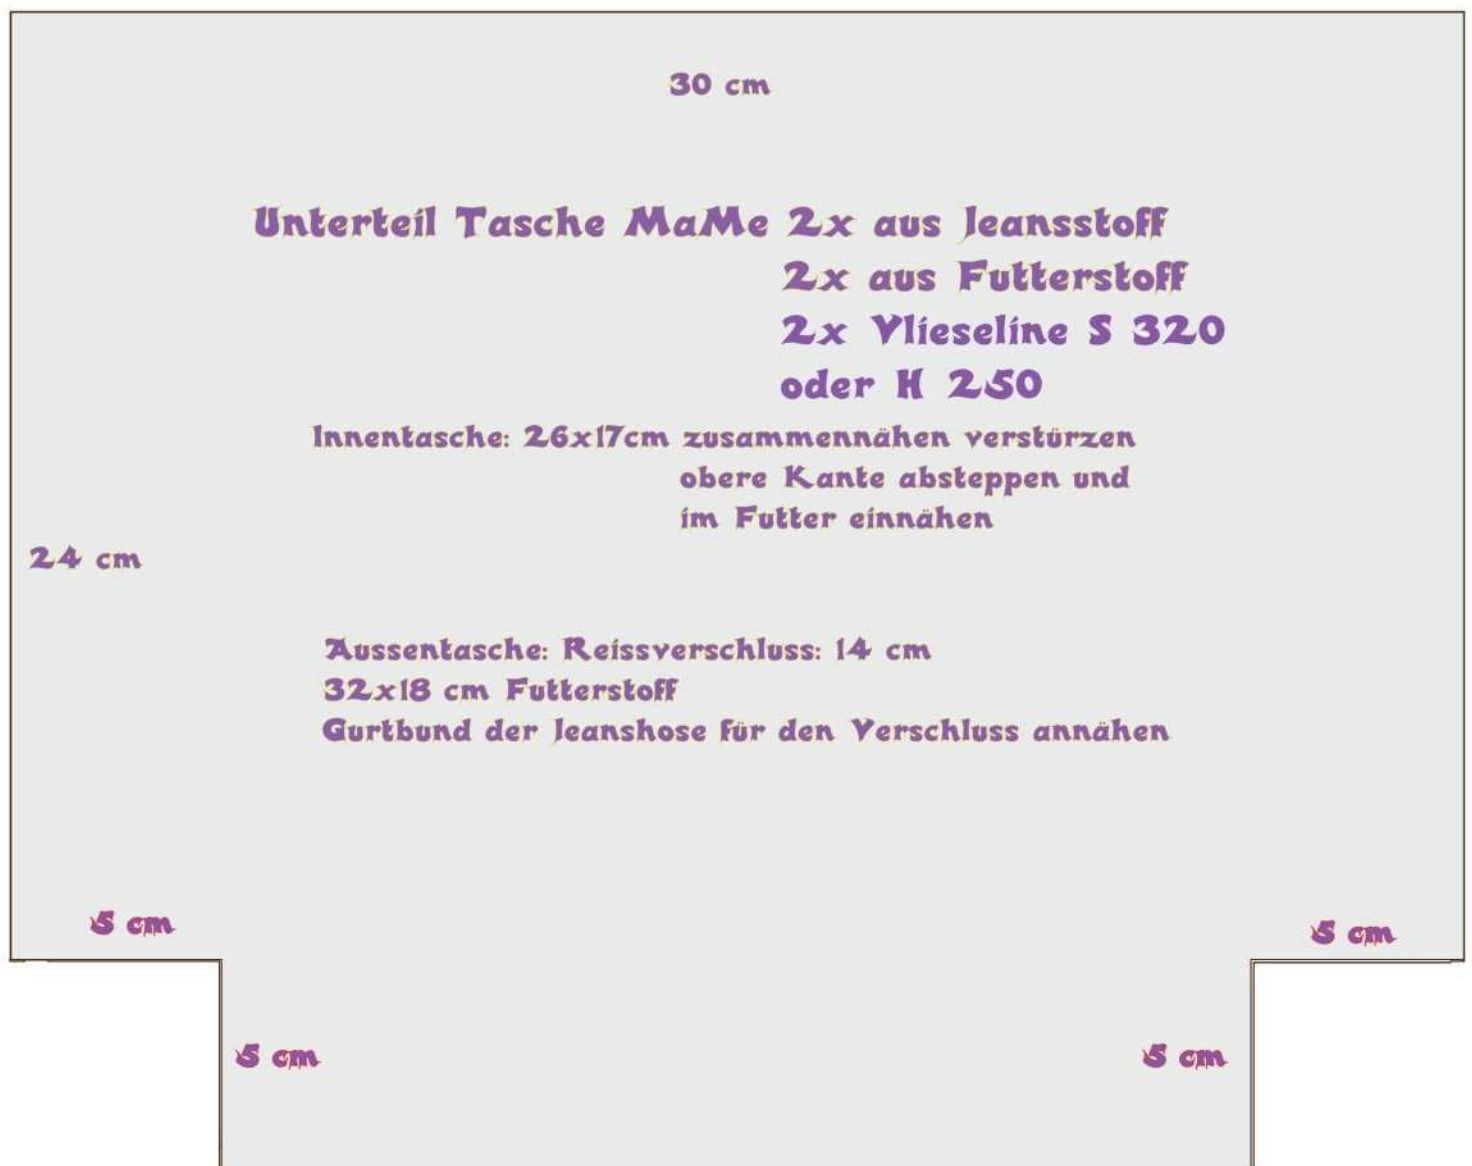 30 cm
Unterteil Tasche MaMe 2x aus Jeansstoff
2x aus Futterstoff
2x Vlieseline S 320
oder H 250
Innentasche: 26x17cm zusammennähen verstürzen
obere Kante absteppen und
im Futter einnähen
24 cm
Aussentasche: Reissverschluss: 14 cm
32x18 cm Futterstoff
Gurtbund der Jeanshose für den Verschluss annähen
5 cm
5 cm
5 cm
5 cm